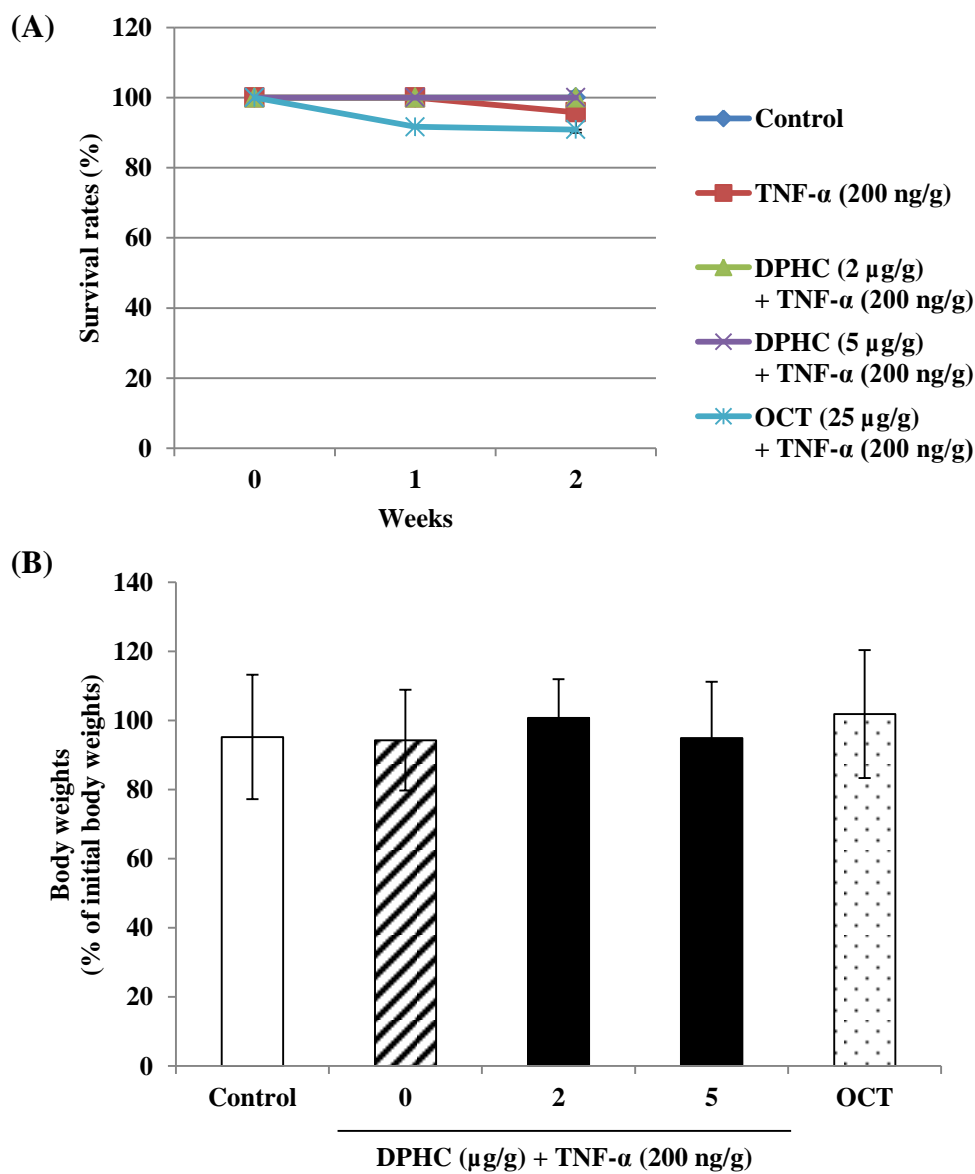 (A)
120
100
80
60
40
20
0
Survival rates (%)
0 1 2
Weeks
Control
TNF-α (200 ng/g)
DPHC (2 µg/g)
+ TNF-α (200 ng/g)
DPHC (5 µg/g)
+ TNF-α (200 ng/g)
OCT (25 µg/g)
+ TNF-α (200 ng/g)
(B)
140
120
100
80
60
40
20
0
Body weights
(% of initial body weights)
Control 0 2 5 OCT
DPHC (µg/g) + TNF-α (200 ng/g)